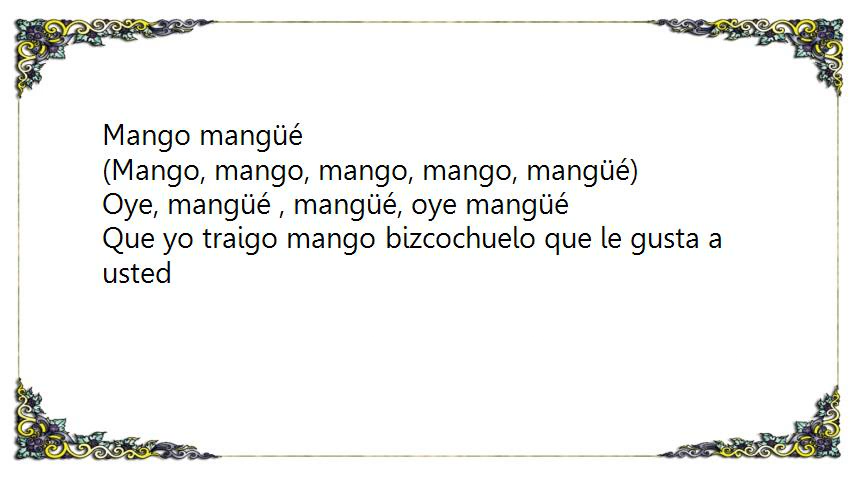 Mango mangüé
(Mango, mango, mango, mango, mangüé)
Oye, mangüé , mangüé, oye mangüé
Que yo traigo mango bizcochuelo que le gusta a
usted